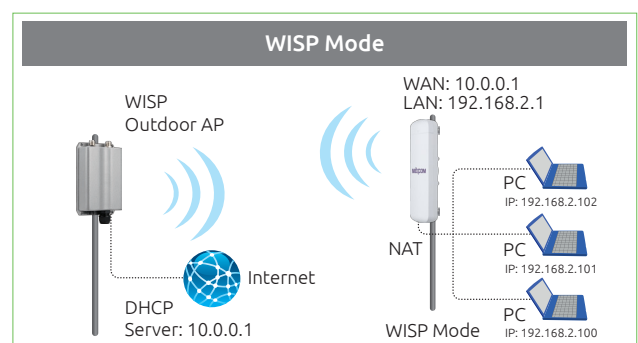 WISP Mode
WISP
Outdoor AP
Internet
DHCP
Server: 10.0.0.1
WAN: 10.0.0.1
LAN: 192.168.2.1
NEXCOM
NAT
WISP Mode
PC
IP: 192.168.2.102
PC
IP: 192.168.2.101
PC
IP: 192.168.2.100